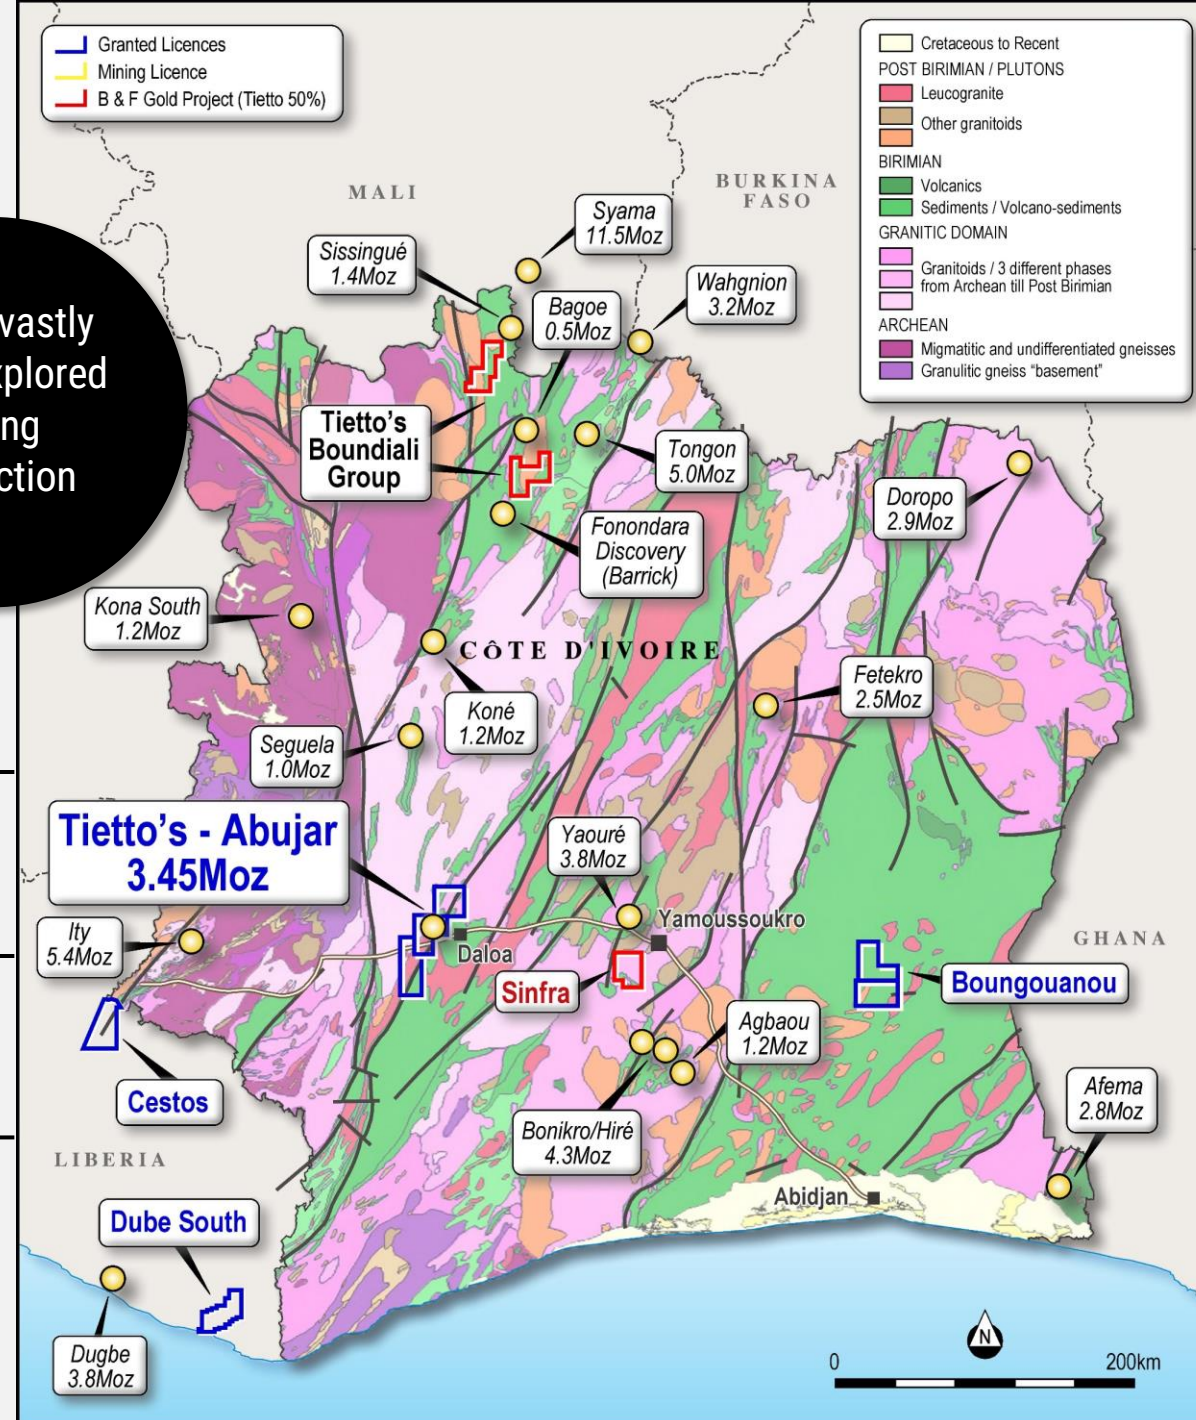 Granted Licences
Mining Licence
B & F Gold Project (Tietto 50%)
Cretaceous to Recent
POST BIRIMIAN / PLUTONS
Leucogranite
Other granitoids
BIRIMIAN
Volcanics
Sediments / Volcano-sediments
GRANITIC DOMAIN
Granitoids / 3 different phases
from Archean till Post Birimian
ARCHEAN
Migmatitic and undifferentiated gneisses
Granulitic gneiss "basement"
MALI
BURKINA
FASO
Syama
11.5Moz
Sissingué
1.4Moz
Wahgnion
3.2Moz
Bagoe
0.5Moz
vastly
Tietto's
Boundiali
Group
Tongon
5.0Moz
Doropo
2.9Moz
Fonondara
Discovery
(Barrick)
Kona South
1.2Moz
CÔTE D'IVOIRE
Fetekro
2.5Moz
Koné
1.2Moz
Seguela
1.0Moz
Tietto's - Abujar
3.45Moz
Yaouré
3.8Moz
Yamoussoukro
Ity
5.4Moz
Daloa
GHANA
Sinfra
Boungouanou
Agbaou
1.2Moz
Cestos
Afema
2.8Moz
Bonikro/Hiré
4.3Moz
LIBERIA
Abidjan
Dube South
Dugbe
3.8Moz
N
0 200km